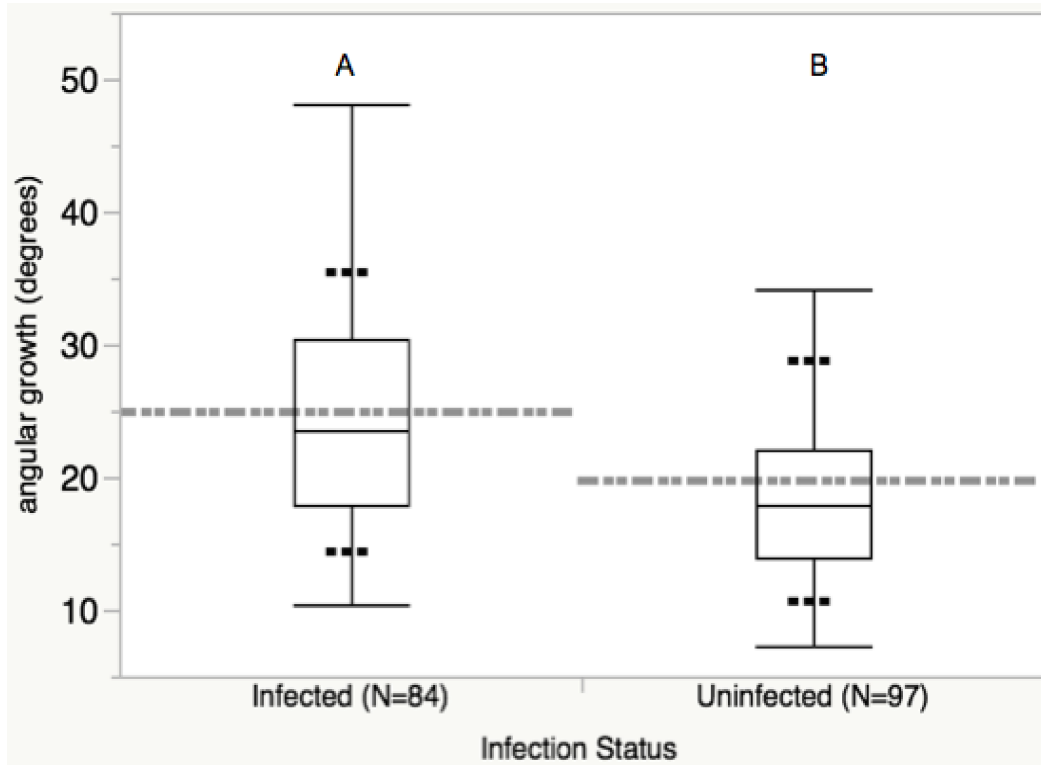 A
B
50
40
30
20
10
angular growth (degrees)
Infected (N=84)
Uninfected (N=97)
Infection Status